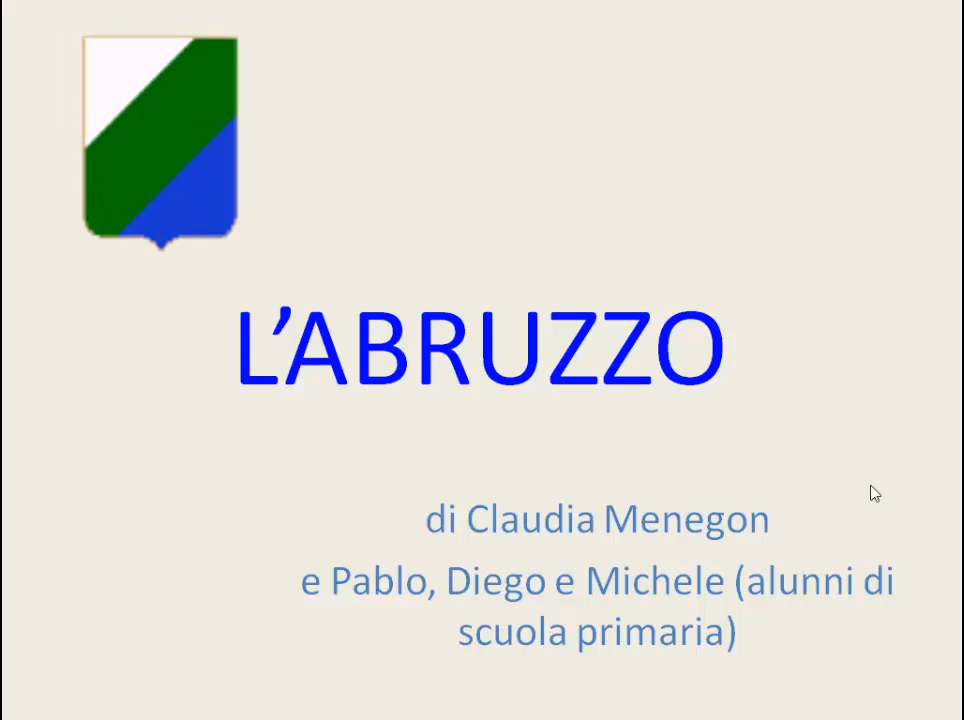 L’ABRUZZO
di Claudia Menegon
e Pablo, Diego e Michele (alunni di
scuola primaria)